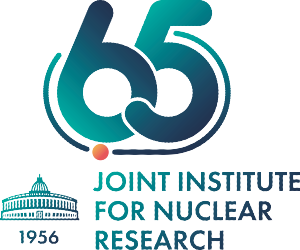 65
JOINT INSTITUTE
FOR NUCLEAR
RESEARCH
1956